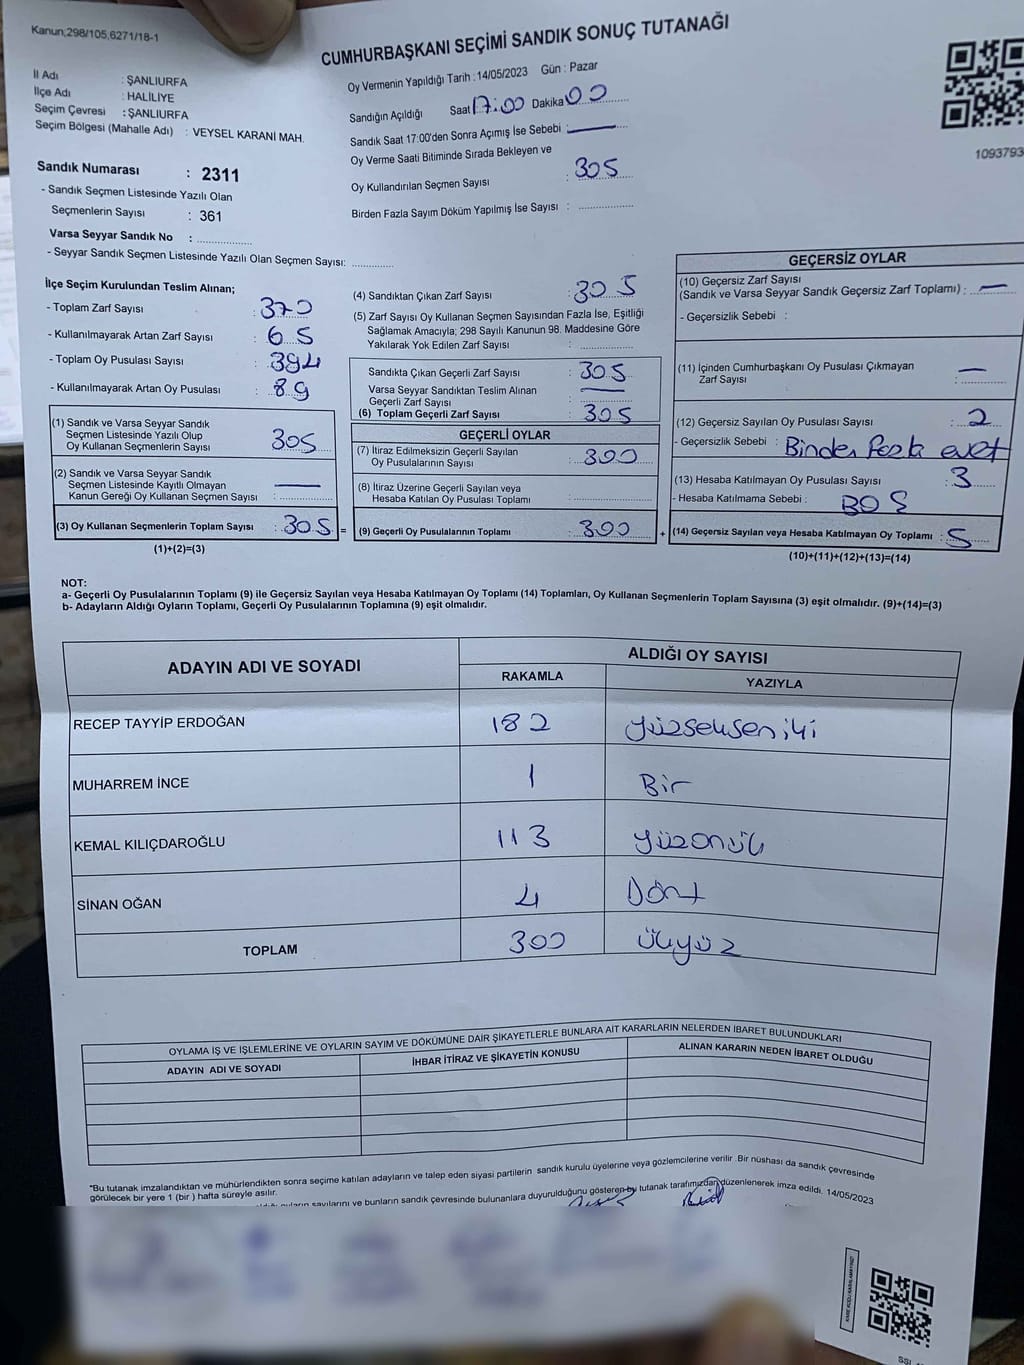 Kanun;298/105,6271/18-1
CUMHURBAŞKANI SEÇİMİ SANDIK SONUÇ TUTANAĞI
İl Adı : ŞANLIURFA
İlçe Adı : HALİLİYE
Seçim Çevresi : ŞANLIURFA
Seçim Bölgesi (Mahalle Adı) : VEYSEL KARANİ MAH.
Oy Vermenin Yapıldığı Tarih : 14/05/2023 Gün : Pazar
Sandığın Açıldığı Saat 17:00 Dakika 00
Sandık Saat 17:00'den Sonra Açımış İse Sebebi : —
Oy Verme Saati Bitiminde Sırada Bekleyen ve
Oy Kullandırılan Seçmen Sayısı : 305
Birden Fazla Sayım Döküm Yapılmış İse Sayısı :
1093793
Sandık Numarası : 2311
- Sandık Seçmen Listesinde Yazılı Olan
Seçmenlerin Sayısı : 361
Varsa Seyyar Sandık No :
- Seyyar Sandık Seçmen Listesinde Yazılı Olan Seçmen Sayısı:
İlçe Seçim Kurulundan Teslim Alınan;
- Toplam Zarf Sayısı : 370
- Kullanılmayarak Artan Zarf Sayısı : 65
- Toplam Oy Pusulası Sayısı : 394
- Kullanılmayarak Artan Oy Pusulası : 89
(1) Sandık ve Varsa Seyyar Sandık
Seçmen Listesinde Yazılı Olup
Oy Kullanan Seçmenlerin Sayısı : 305
(2) Sandık ve Varsa Seyyar Sandık
Seçmen Listesinde Kayıtlı Olmayan
Kanun Gereği Oy Kullanan Seçmen Sayısı : —
(3) Oy Kullanan Seçmenlerin Toplam Sayısı : 305 =
(1)+(2)=(3)
(4) Sandıktan Çıkan Zarf Sayısı : 305
(5) Zarf Sayısı Oy Kullanan Seçmen Sayısından Fazla İse, Eşitliği
Sağlamak Amacıyla; 298 Sayılı Kanunun 98. Maddesine Göre
Yakılarak Yok Edilen Zarf Sayısı :
Sandıkta Çıkan Geçerli Zarf Sayısı : 305
Varsa Seyyar Sandıktan Teslim Alınan
Geçerli Zarf Sayısı : —
(6) Toplam Geçerli Zarf Sayısı : 305
GEÇERLİ OYLAR
(7) İtiraz Edilmeksizin Geçerli Sayılan
Oy Pusulalarının Sayısı : 300
(8) İtiraz Üzerine Geçerli Sayılan veya
Hesaba Katılan Oy Pusulası Toplamı :
(9) Geçerli Oy Pusulalarının Toplamı : 300 +
GEÇERSİZ OYLAR
(10) Geçersiz Zarf Sayısı
(Sandık ve Varsa Seyyar Sandık Geçersiz Zarf Toplamı) : —
- Geçersizlik Sebebi :
(11) İçinden Cumhurbaşkanı Oy Pusulası Çıkmayan
Zarf Sayısı : —
(12) Geçersiz Sayılan Oy Pusulası Sayısı : 2
- Geçersizlik Sebebi : Birden Fazla evet
(13) Hesaba Katılmayan Oy Pusulası Sayısı : 3
- Hesaba Katılmama Sebebi : BOŞ
(14) Geçersiz Sayılan veya Hesaba Katılmayan Oy Toplamı : 5
(10)+(11)+(12)+(13)=(14)
NOT:
a- Geçerli Oy Pusulalarının Toplamı (9) ile Geçersiz Sayılan veya Hesaba Katılmayan Oy Toplamı (14) Toplamları, Oy Kullanan Seçmenlerin Toplam Sayısına (3) eşit olmalıdır. (9)+(14)=(3)
b- Adayların Aldığı Oyların Toplamı, Geçerli Oy Pusulalarının Toplamına (9) eşit olmalıdır.
ADAYIN ADI VE SOYADI
ALDIĞI OY SAYISI
RAKAMLA YAZIYLA
RECEP TAYYİP ERDOĞAN 182 yüzsekseniki
MUHARREM İNCE 1 Bir
KEMAL KILIÇDAROĞLU 113 yüzonüç
SİNAN OĞAN 4 Dört
TOPLAM 300 üçyüz
OYLAMA İŞ VE İŞLEMLERİNE VE OYLARIN SAYIM VE DÖKÜMÜNE DAİR ŞİKAYETLERLE BUNLARA AİT KARARLARIN NELERDEN İBARET BULUNDUKLARI
ADAYIN ADI VE SOYADI İHBAR İTİRAZ VE ŞİKAYETİN KONUSU ALINAN KARARIN NEDEN İBARET OLDUĞU
*Bu tutanak imzalandıktan ve mühürlendikten sonra seçime katılan adayların ve talep eden siyasi partilerin sandık kurulu üyelerine veya gözlemcilerine verilir .Bir nüshası da sandık çevresinde
görülecek bir yere 1 (bir ) hafta süreyle asılır.
sayılarını ve bunların sandık çevresinde bulunanlara duyurulduğunu gösteren bu tutanak tarafımızdan düzenlenerek imza edildi. 14/05/2023